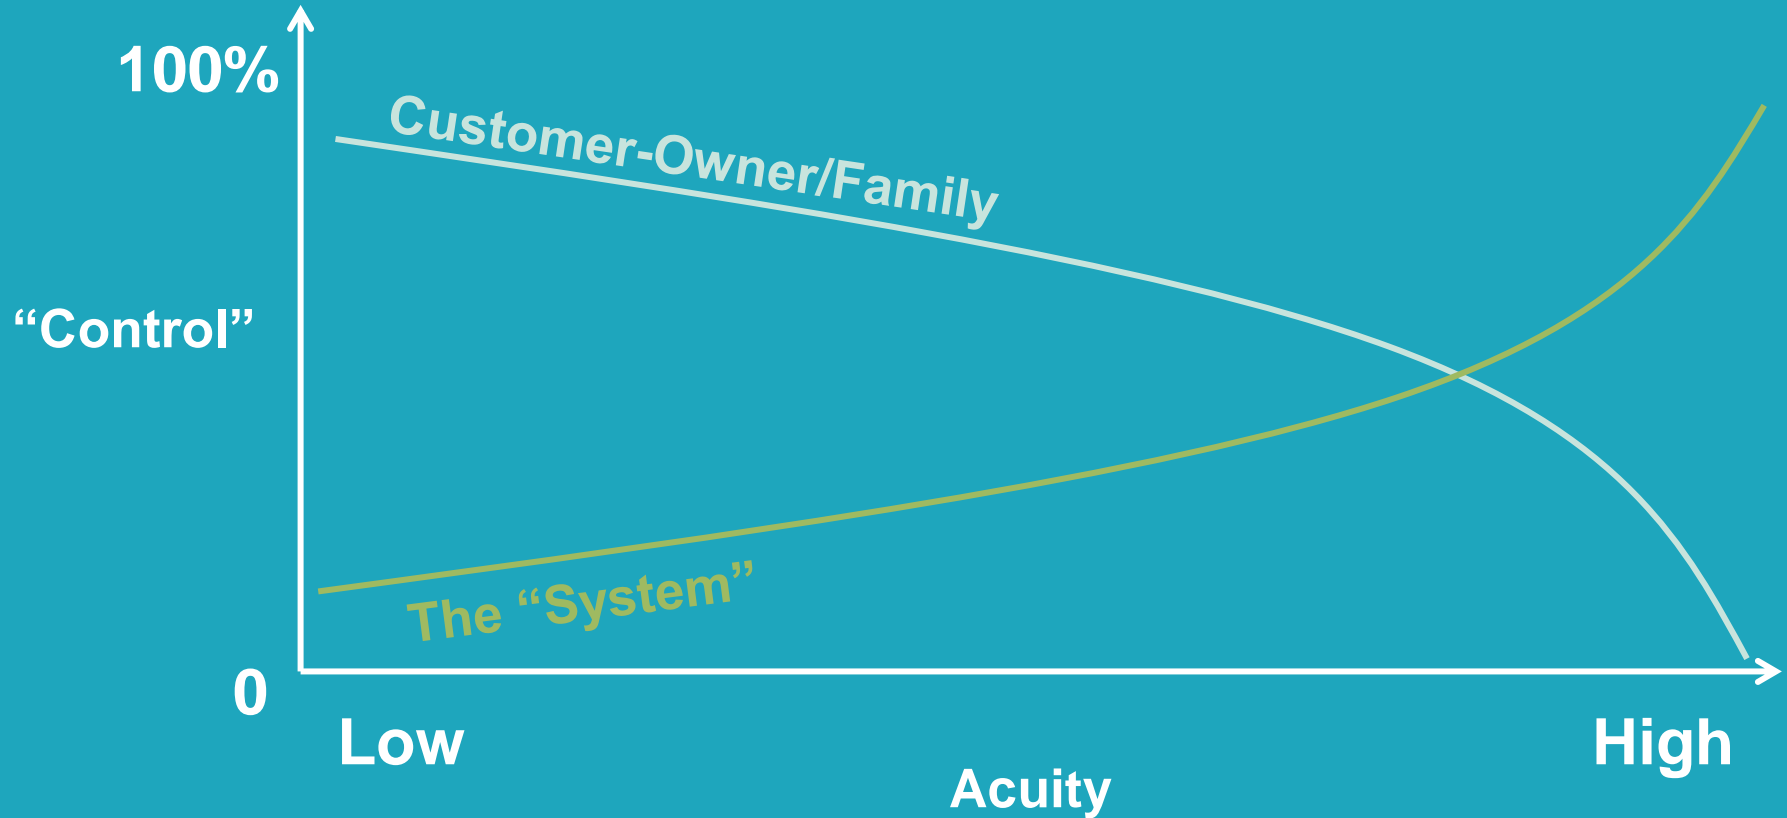 100%
Customer-Owner/Family
“Control”
The “System”
0
Low
High
Acuity